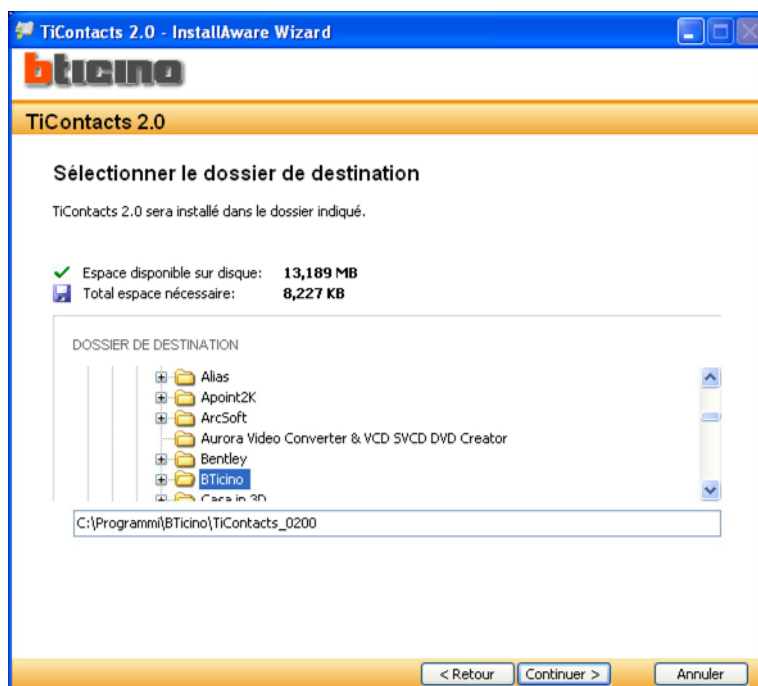 TiContacts 2.0 - InstallAware Wizard
bticino
TiContacts 2.0
Sélectionner le dossier de destination
TiContacts 2.0 sera installé dans le dossier indiqué.
Espace disponible sur disque: 13,189 MB
Total espace nécessaire: 8,227 KB
DOSSIER DE DESTINATION
Alias
Apoint2K
ArcSoft
Aurora Video Converter & VCD SVCD DVD Creator
Bentley
BTicino
Casa in 3D
C:\Programmi\BTicino\TiContacts_0200
< Retour Continuer > Annuler